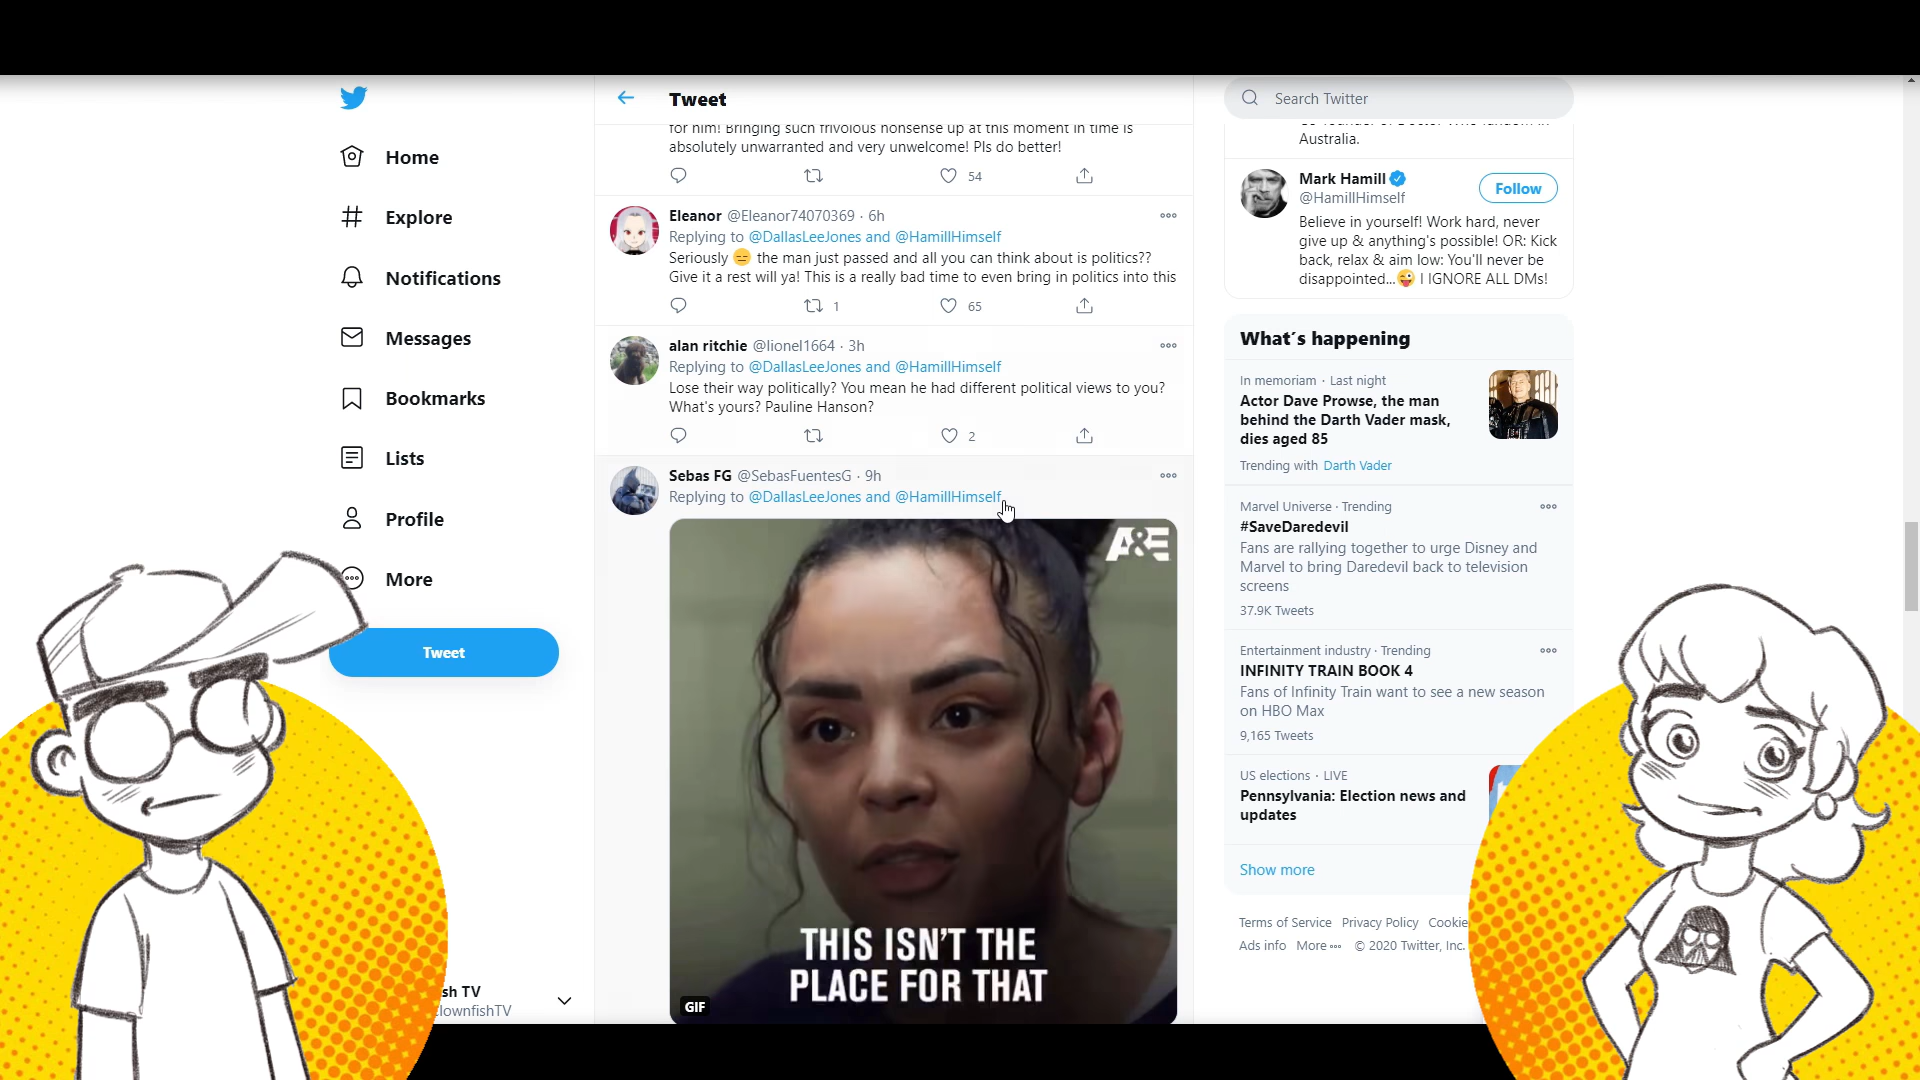 Home
Explore
Notifications
Messages
Bookmarks
Lists
Profile
More
Tweet
sh TV
lownfishTV
Tweet
for him! Bringing such frivolous nonsense up at this moment in time is
absolutely unwarranted and very unwelcome! Pls do better!
54
Eleanor @Eleanor74070369 · 6h
Replying to @DallasLeeJones and @HamillHimself
Seriously 😑 the man just passed and all you can think about is politics??
Give it a rest will ya! This is a really bad time to even bring in politics into this
1
65
alan ritchie @lionel1664 · 3h
Replying to @DallasLeeJones and @HamillHimself
Lose their way politically? You mean he had different political views to you?
What's yours? Pauline Hanson?
2
Sebas FG @SebasFuentesG · 9h
Replying to @DallasLeeJones and @HamillHimself
A&E
THIS ISN'T THE
PLACE FOR THAT
GIF
Search Twitter
Australia.
Mark Hamill
@HamillHimself
Follow
Believe in yourself! Work hard, never
give up & anything's possible! OR: Kick
back, relax & aim low: You'll never be
disappointed...😜 I IGNORE ALL DMs!
What's happening
In memoriam · Last night
Actor Dave Prowse, the man
behind the Darth Vader mask,
dies aged 85
Trending with Darth Vader
Marvel Universe · Trending
#SaveDaredevil
Fans are rallying together to urge Disney and
Marvel to bring Daredevil back to television
screens
37.9K Tweets
Entertainment industry · Trending
INFINITY TRAIN BOOK 4
Fans of Infinity Train want to see a new season
on HBO Max
9,165 Tweets
US elections · LIVE
Pennsylvania: Election news and
updates
Show more
Terms of Service Privacy Policy Cookie
Ads info More © 2020 Twitter, Inc.